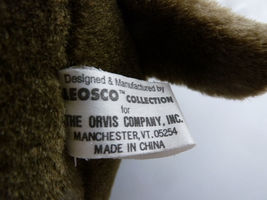 Designed & Manufactured by
AEOSCO™ COLLECTION
for
THE ORVIS COMPANY, INC.
MANCHESTER, VT. 05254
MADE IN CHINA